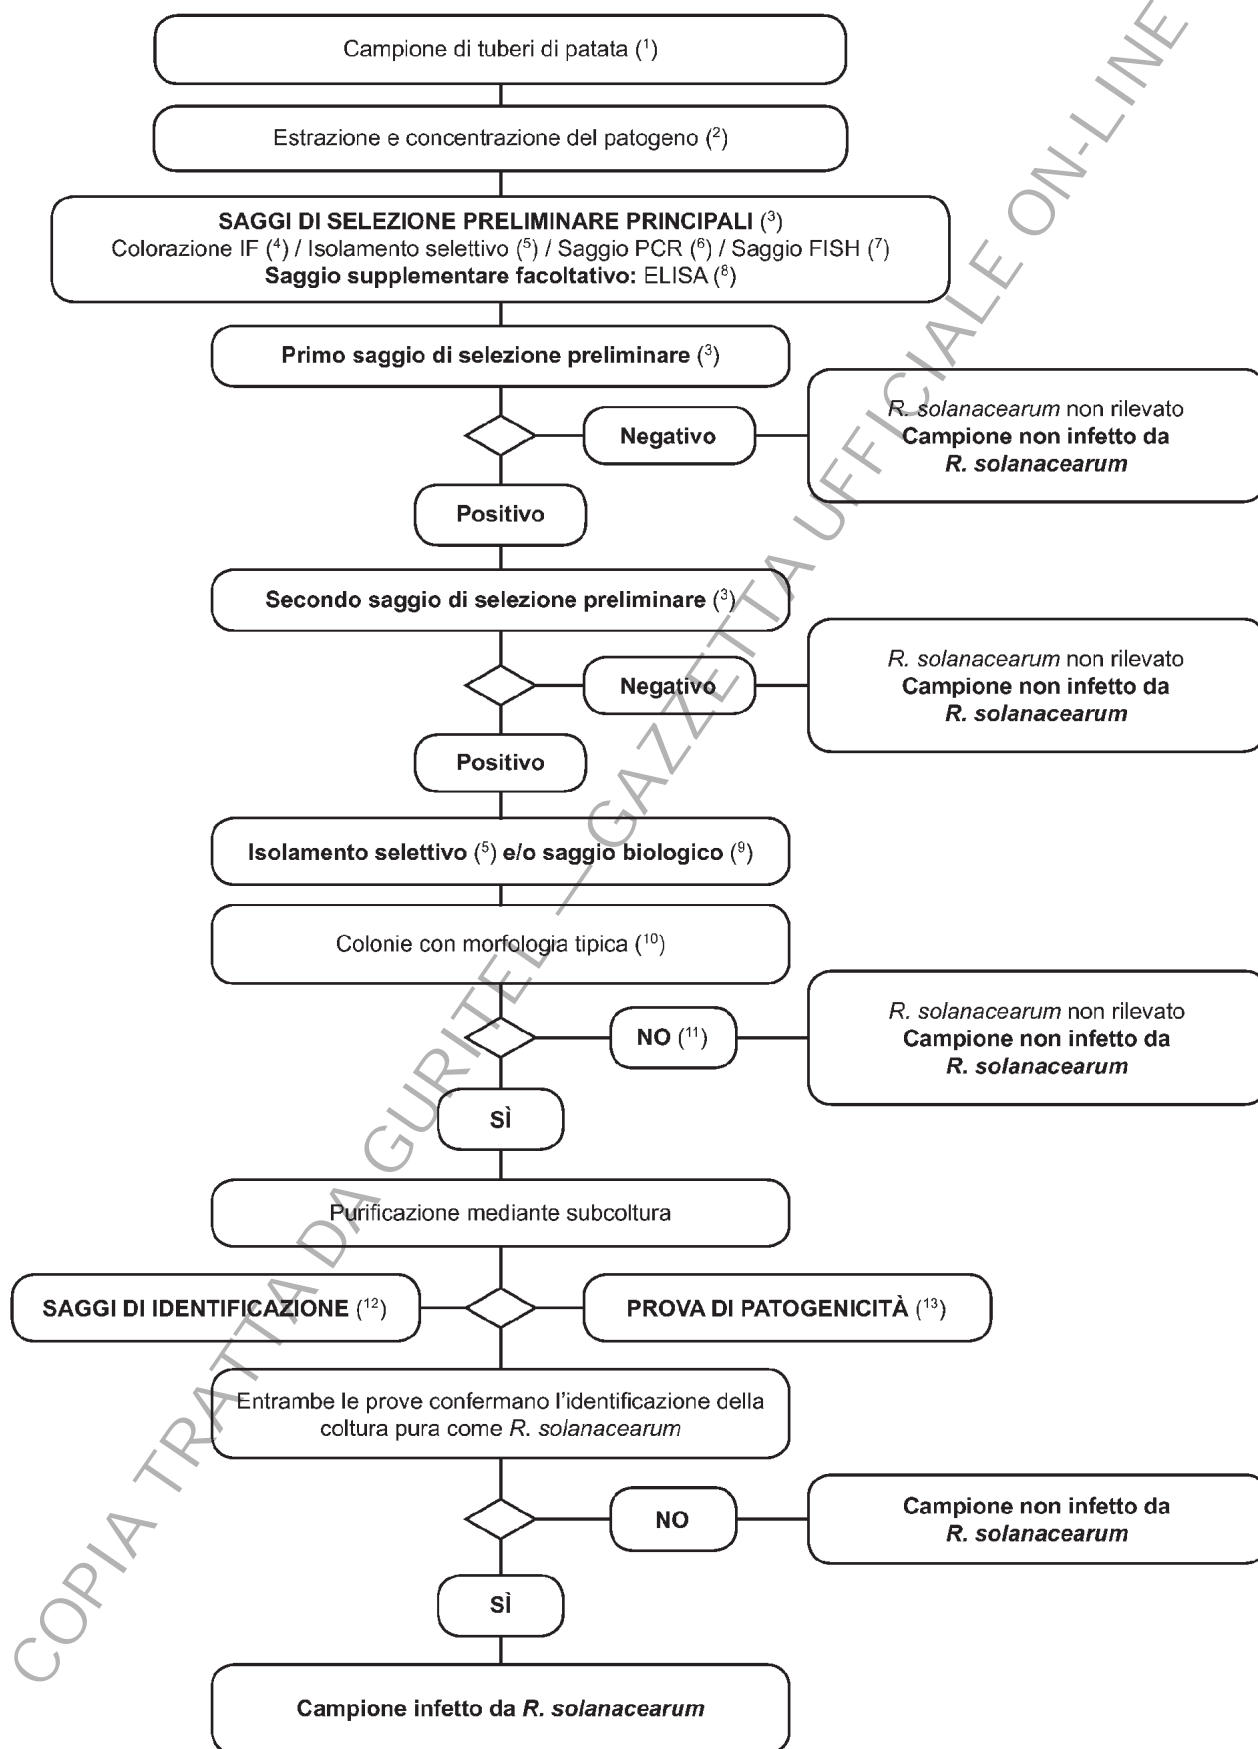 Campione di tuberi di patata (1)
Estrazione e concentrazione del patogeno (2)
SAGGI DI SELEZIONE PRELIMINARE PRINCIPALI (3)
Colorazione IF (4) / Isolamento selettivo (5) / Saggio PCR (6) / Saggio FISH (7)
Saggio supplementare facoltativo: ELISA (8)
Primo saggio di selezione preliminare (3)
Negativo
R. solanacearum non rilevato
Campione non infetto da
R. solanacearum
Positivo
Secondo saggio di selezione preliminare (3)
Negativo
R. solanacearum non rilevato
Campione non infetto da
R. solanacearum
Positivo
Isolamento selettivo (5) e/o saggio biologico (9)
Colonie con morfologia tipica (10)
NO (11)
R. solanacearum non rilevato
Campione non infetto da
R. solanacearum
SÌ
Purificazione mediante subcoltura
SAGGI DI IDENTIFICAZIONE (12)
PROVA DI PATOGENICITÀ (13)
Entrambe le prove confermano l'identificazione della
coltura pura come R. solanacearum
NO
Campione non infetto da
R. solanacearum
SÌ
Campione infetto da R. solanacearum
COPIA TRATTA DA GURITEL — GAZZETTA UFFICIALE ON-LINE